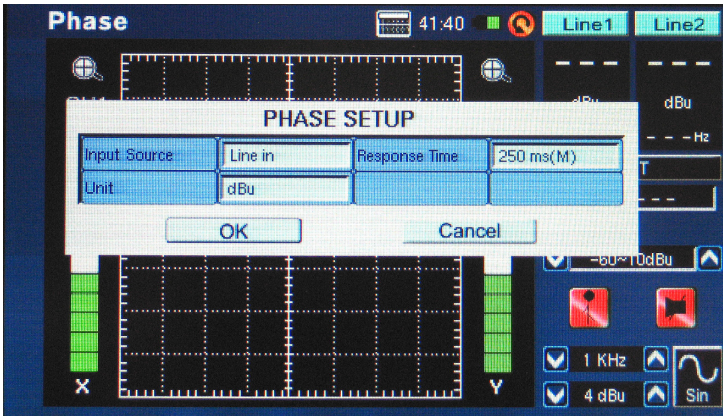 Phase
41:40
Line1
Line2
dBu
dBu
Hz
PHASE SETUP
Input Source
Line in
Response Time
250 ms(M)
Unit
dBu
OK
Cancel
-60~10dBu
1 KHz
X
Y
4 dBu
Sin